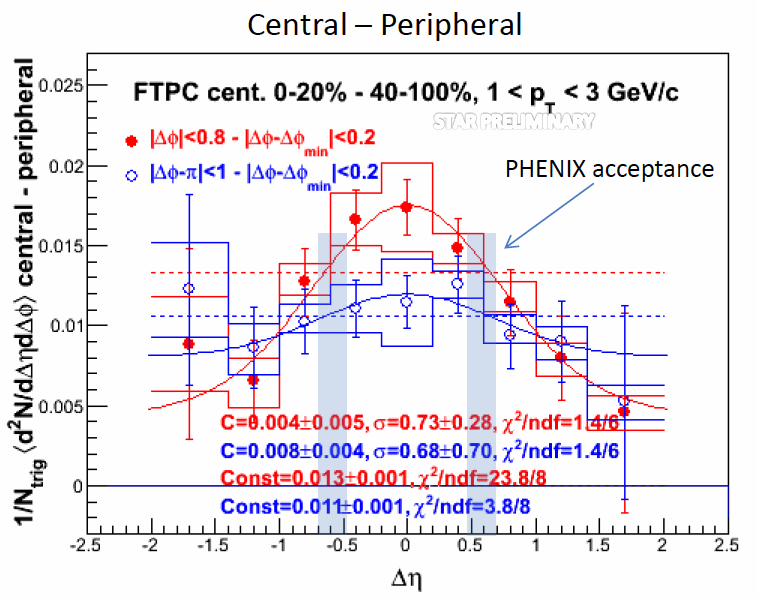 Central – Peripheral
FTPC cent. 0-20% - 40-100%, 1 < p_T < 3 GeV/c
STAR PRELIMINARY
|Δϕ|<0.8 - |Δϕ-Δϕ_min|<0.2
|Δϕ-π|<1 - |Δϕ-Δϕ_min|<0.2
PHENIX acceptance
1/N_trig ⟨d²N/dΔηdΔϕ⟩ central - peripheral
0.025
0.02
0.015
0.01
0.005
0
C=0.004±0.005, σ=0.73±0.28, χ²/ndf=1.4/6
C=0.008±0.004, σ=0.68±0.70, χ²/ndf=1.4/6
Const=0.013±0.001, χ²/ndf=23.8/8
Const=0.011±0.001, χ²/ndf=3.8/8
-2.5 -2 -1.5 -1 -0.5 0 0.5 1 1.5 2 2.5
Δη